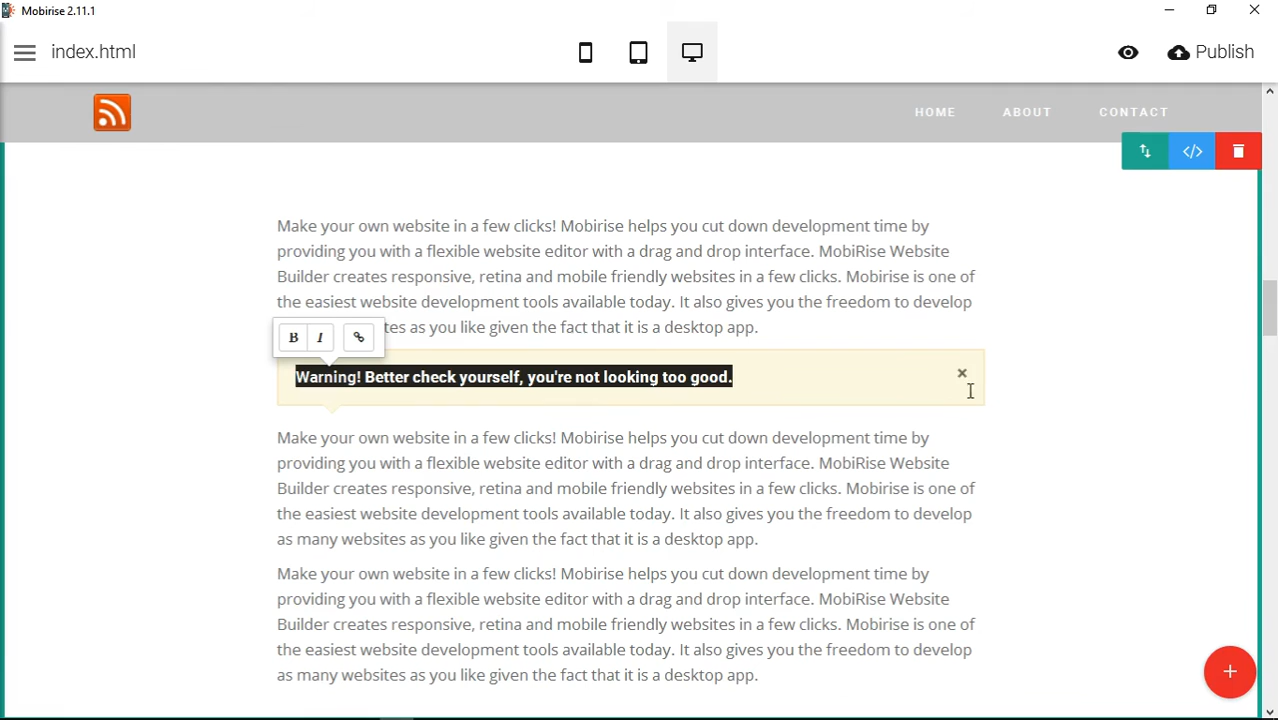 Mobirise 2.11.1
index.html
Publish
HOME ABOUT CONTACT
Make your own website in a few clicks! Mobirise helps you cut down development time by
providing you with a flexible website editor with a drag and drop interface. MobiRise Website
Builder creates responsive, retina and mobile friendly websites in a few clicks. Mobirise is one of
the easiest website development tools available today. It also gives you the freedom to develop
tes as you like given the fact that it is a desktop app.
B I
Warning! Better check yourself, you're not looking too good.
×
Make your own website in a few clicks! Mobirise helps you cut down development time by
providing you with a flexible website editor with a drag and drop interface. MobiRise Website
Builder creates responsive, retina and mobile friendly websites in a few clicks. Mobirise is one of
the easiest website development tools available today. It also gives you the freedom to develop
as many websites as you like given the fact that it is a desktop app.
Make your own website in a few clicks! Mobirise helps you cut down development time by
providing you with a flexible website editor with a drag and drop interface. MobiRise Website
Builder creates responsive, retina and mobile friendly websites in a few clicks. Mobirise is one of
the easiest website development tools available today. It also gives you the freedom to develop
as many websites as you like given the fact that it is a desktop app.